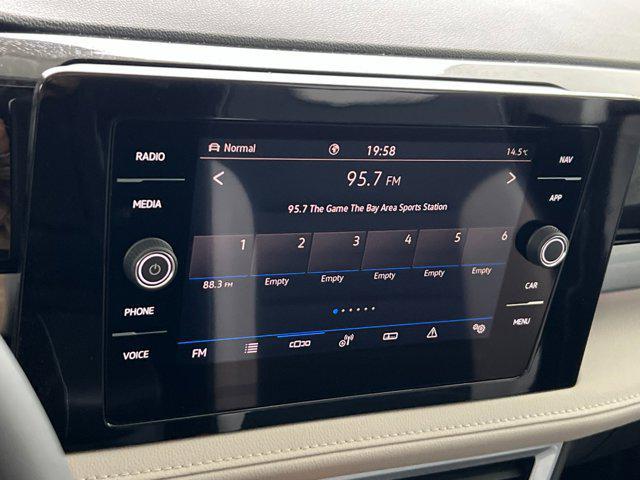 RADIO
MEDIA
PHONE
VOICE
Normal 19:58 14.5°C
95.7 FM
95.7 The Game The Bay Area Sports Station
1 2 3 4 5 6
88.3 FM Empty Empty Empty Empty Empty
FM
NAV
APP
CAR
MENU